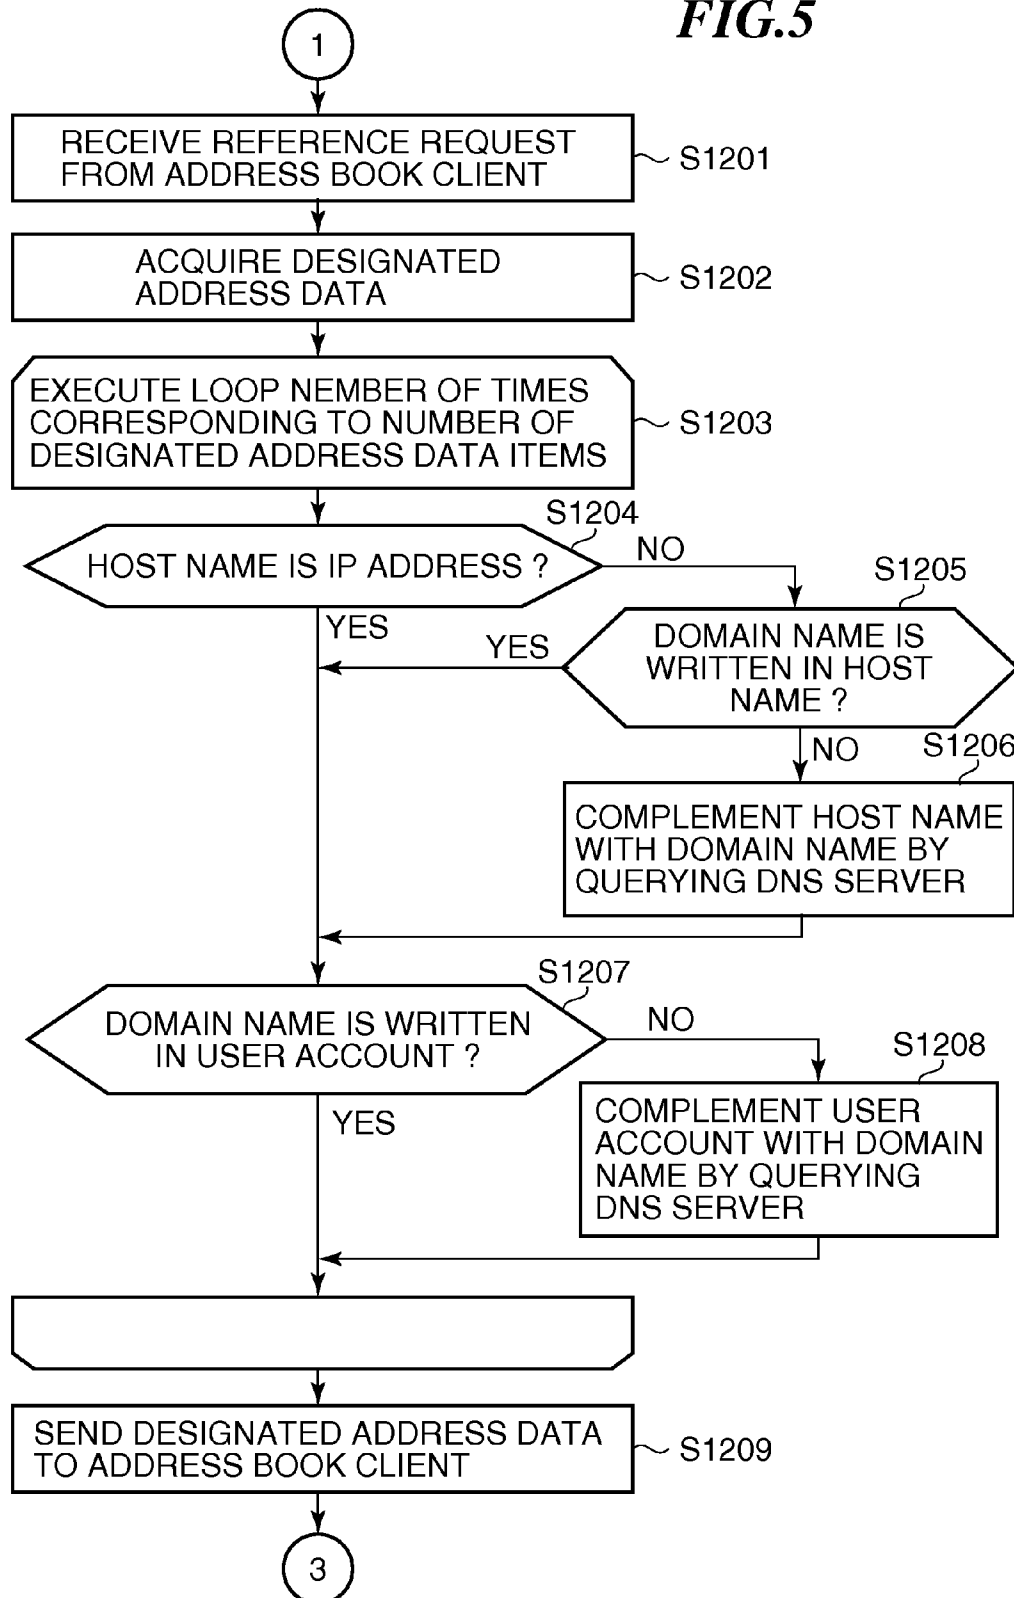 FIG.5
1
RECEIVE REFERENCE REQUEST
FROM ADDRESS BOOK CLIENT
S1201
ACQUIRE DESIGNATED
ADDRESS DATA
S1202
EXECUTE LOOP NEMBER OF TIMES
CORRESPONDING TO NUMBER OF
DESIGNATED ADDRESS DATA ITEMS
S1203
S1204
HOST NAME IS IP ADDRESS ?
NO
YES
S1205
DOMAIN NAME IS
WRITTEN IN HOST
NAME ?
YES
NO
S1206
COMPLEMENT HOST NAME
WITH DOMAIN NAME BY
QUERYING DNS SERVER
S1207
DOMAIN NAME IS WRITTEN
IN USER ACCOUNT ?
NO
YES
S1208
COMPLEMENT USER
ACCOUNT WITH DOMAIN
NAME BY QUERYING
DNS SERVER
SEND DESIGNATED ADDRESS DATA
TO ADDRESS BOOK CLIENT
S1209
3